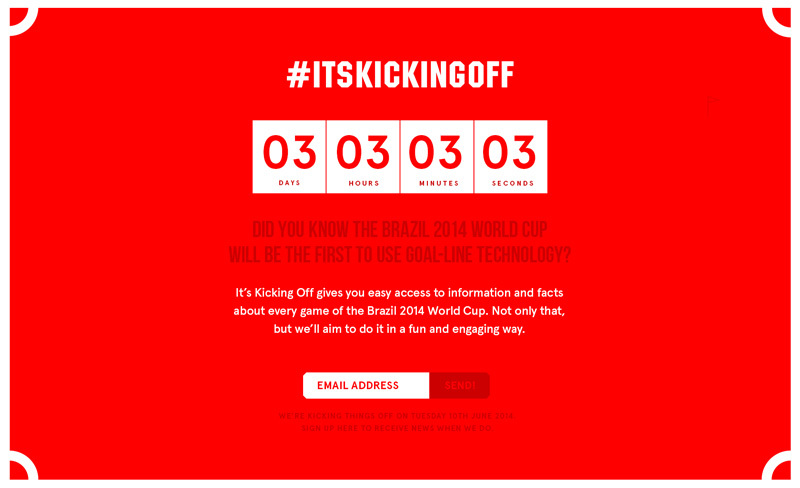 #ITSKICKINGOFF
03 03 03 03
DAYS HOURS MINUTES SECONDS
DID YOU KNOW THE BRAZIL 2014 WORLD CUP
WILL BE THE FIRST TO USE GOAL-LINE TECHNOLOGY?
It's Kicking Off gives you easy access to information and facts
about every game of the Brazil 2014 World Cup. Not only that,
but we'll aim to do it in a fun and engaging way.
EMAIL ADDRESS SEND!
WE'RE KICKING THINGS OFF ON TUESDAY 10TH JUNE 2014.
SIGN UP HERE TO RECEIVE NEWS WHEN WE DO!